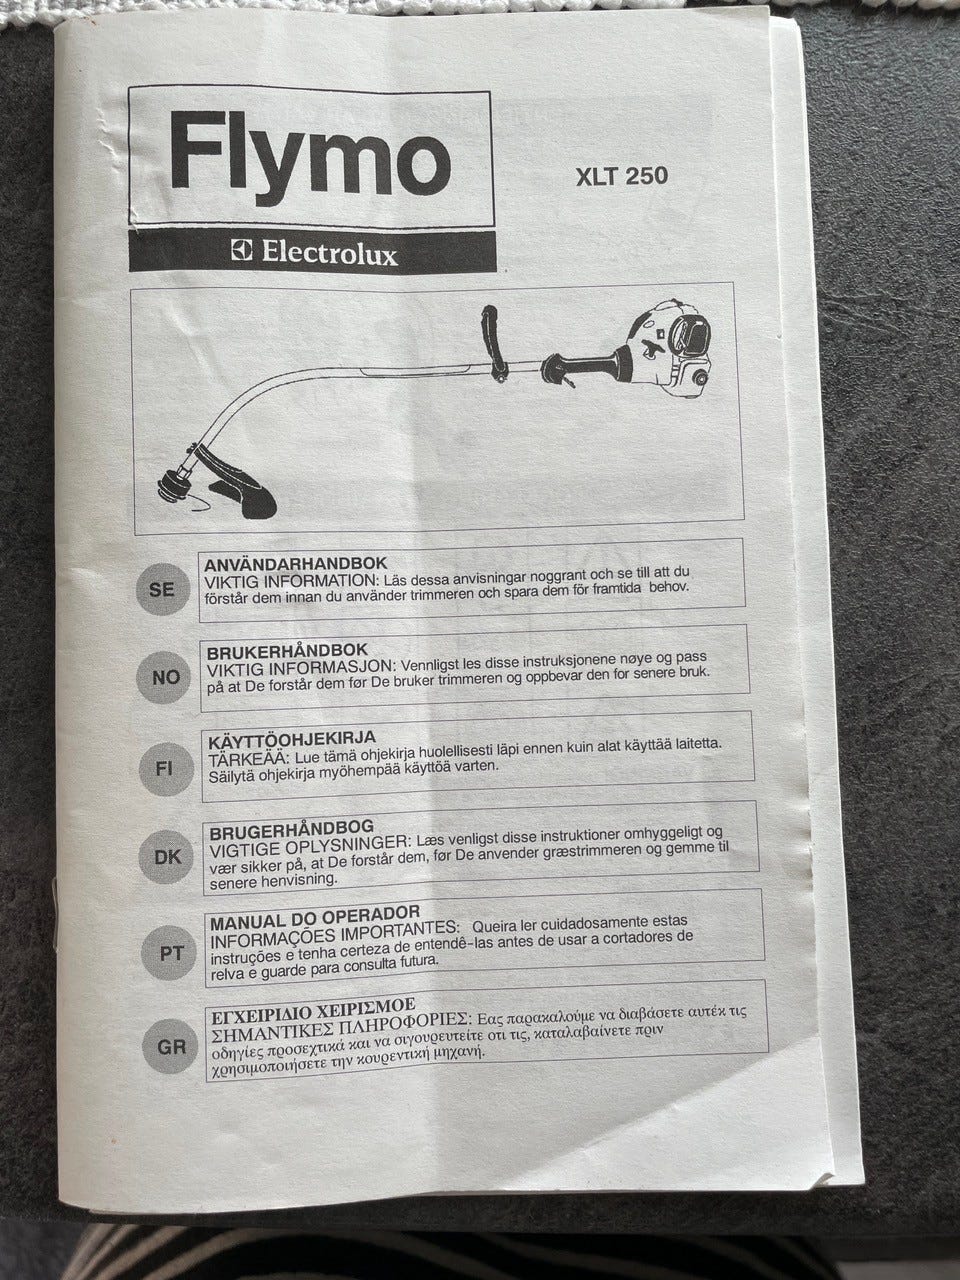 Flymo
XLT 250
Electrolux
SE
ANVÄNDARHANDBOK
VIKTIG INFORMATION: Läs dessa anvisningar noggrant och se till att du
förstår dem innan du använder trimmeren och spara dem för framtida behov.
NO
BRUKERHÅNDBOK
VIKTIG INFORMASJON: Vennligst les disse instruksjonene nøye og pass
på at De forstår dem før De bruker trimmeren og oppbevar den for senere bruk.
FI
KÄYTTÖOHJEKIRJA
TÄRKEÄÄ: Lue tämä ohjekirja huolellisesti läpi ennen kuin alat käyttää laitetta.
Säilytä ohjekirja myöhempää käyttöä varten.
DK
BRUGERHÅNDBOG
VIGTIGE OPLYSNINGER: Læs venligst disse instruktioner omhyggeligt og
vær sikker på, at De forstår dem, før De anvender græstrimmeren og gemme til
senere henvisning.
PT
MANUAL DO OPERADOR
INFORMAÇÕES IMPORTANTES: Queira ler cuidadosamente estas
instruções e tenha certeza de entendê-las antes de usar a cortadores de
relva e guarde para consulta futura.
GR
ΕΓΧΕΙΡΙΔΙΟ ΧΕΙΡΙΣΜΟΕ
ΣΗΜΑΝΤΙΚΕΣ ΠΛΗΡΟΦΟΡΙΕΣ: Εας παρακαλούμε να διαβάσετε αυτέκ τις
οδηγίες προσεχτικά και να σιγουρευτείτε οτι τις, καταλαβαίνετε πριν
χρησιμοποιήσετε την κουρεντική μηχανή.